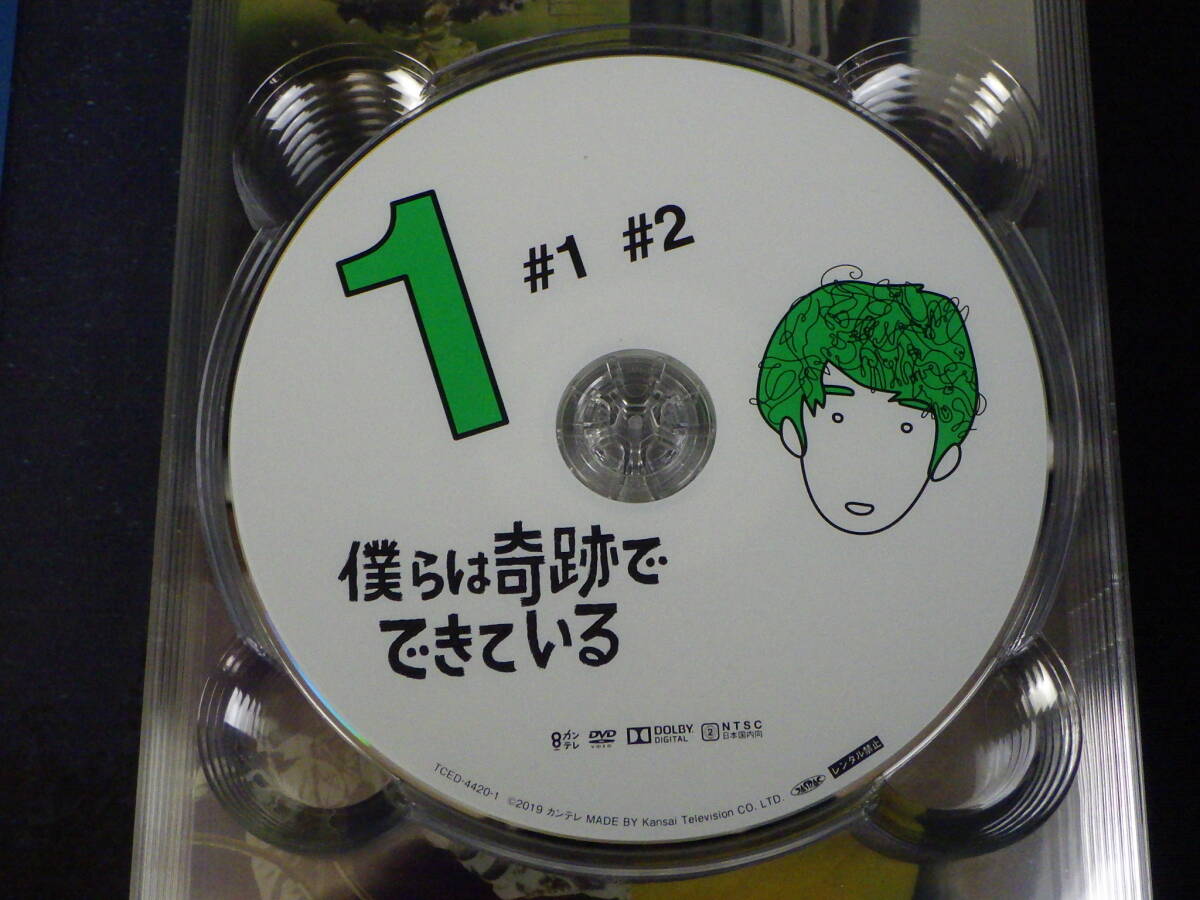 1
#1 #2
僕らは奇跡で
できている
8カンテレ DVD VIDEO DOLBY DIGITAL 2 NTSC 日本国内向
TCED-4420-1 ©2019 カンテレ MADE BY Kansai Television CO. LTD. JASRAC レンタル禁止